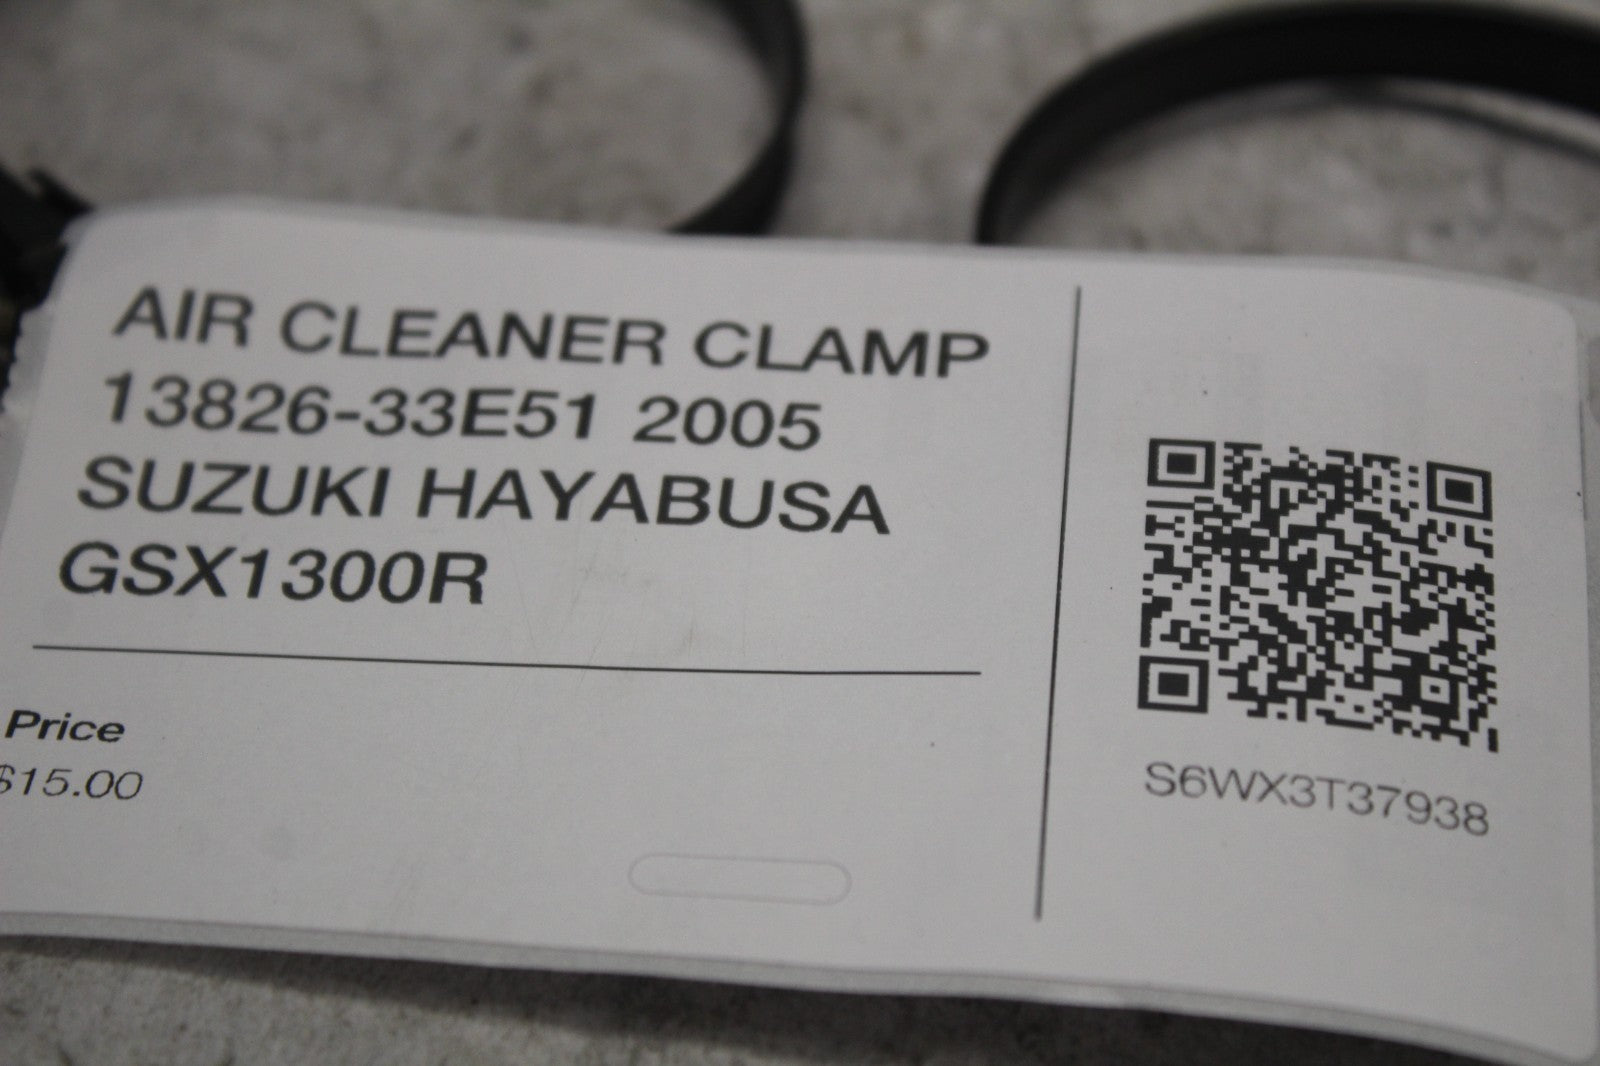 AIR CLEANER CLAMP
13826-33E51 2005
SUZUKI HAYABUSA
GSX1300R
Price
$15.00
S6WX3T37938